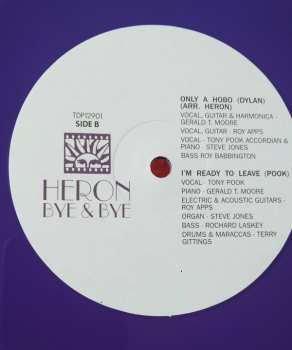 TDP12901
SIDE B
HERON
BYE & BYE
ONLY A HOBO (DYLAN)
(ARR. HERON)
VOCAL, GUITAR & HARMONICA -
GERALD T. MOORE
VOCAL, GUITAR - ROY APPS
VOCAL - TONY POOK ACCORDIAN &
PIANO - STEVE JONES
BASS ROY BABBINGTON
I'M READY TO LEAVE (POOK)
VOCAL - TONY POOK
PIANO - GERALD T. MOORE
ELECTRIC & ACOUSTIC GUITARS -
ROY APPS
ORGAN - STEVE JONES
BASS - ROCHARD LASKEY
DRUMS & MARACCAS - TERRY
GITTINGS